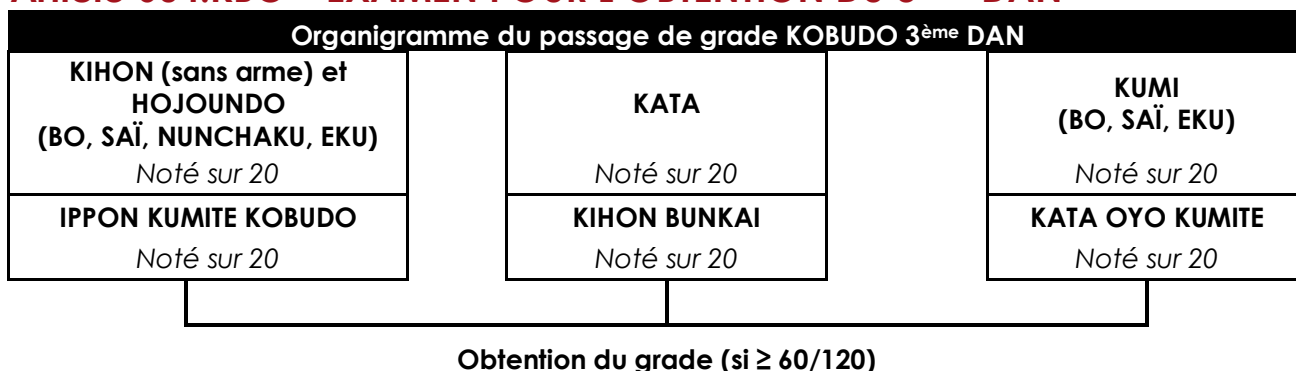 Organigramme du passage de grade KOBUDO 3ème DAN
KIHON (sans arme) et
HOJOUNDO
(BO, SAÏ, NUNCHAKU, EKU)
Noté sur 20
KATA
Noté sur 20
KUMI
(BO, SAÏ, EKU)
Noté sur 20
IPPON KUMITE KOBUDO
Noté sur 20
KIHON BUNKAI
Noté sur 20
KATA OYO KUMITE
Noté sur 20
Obtention du grade (si ≥ 60/120)